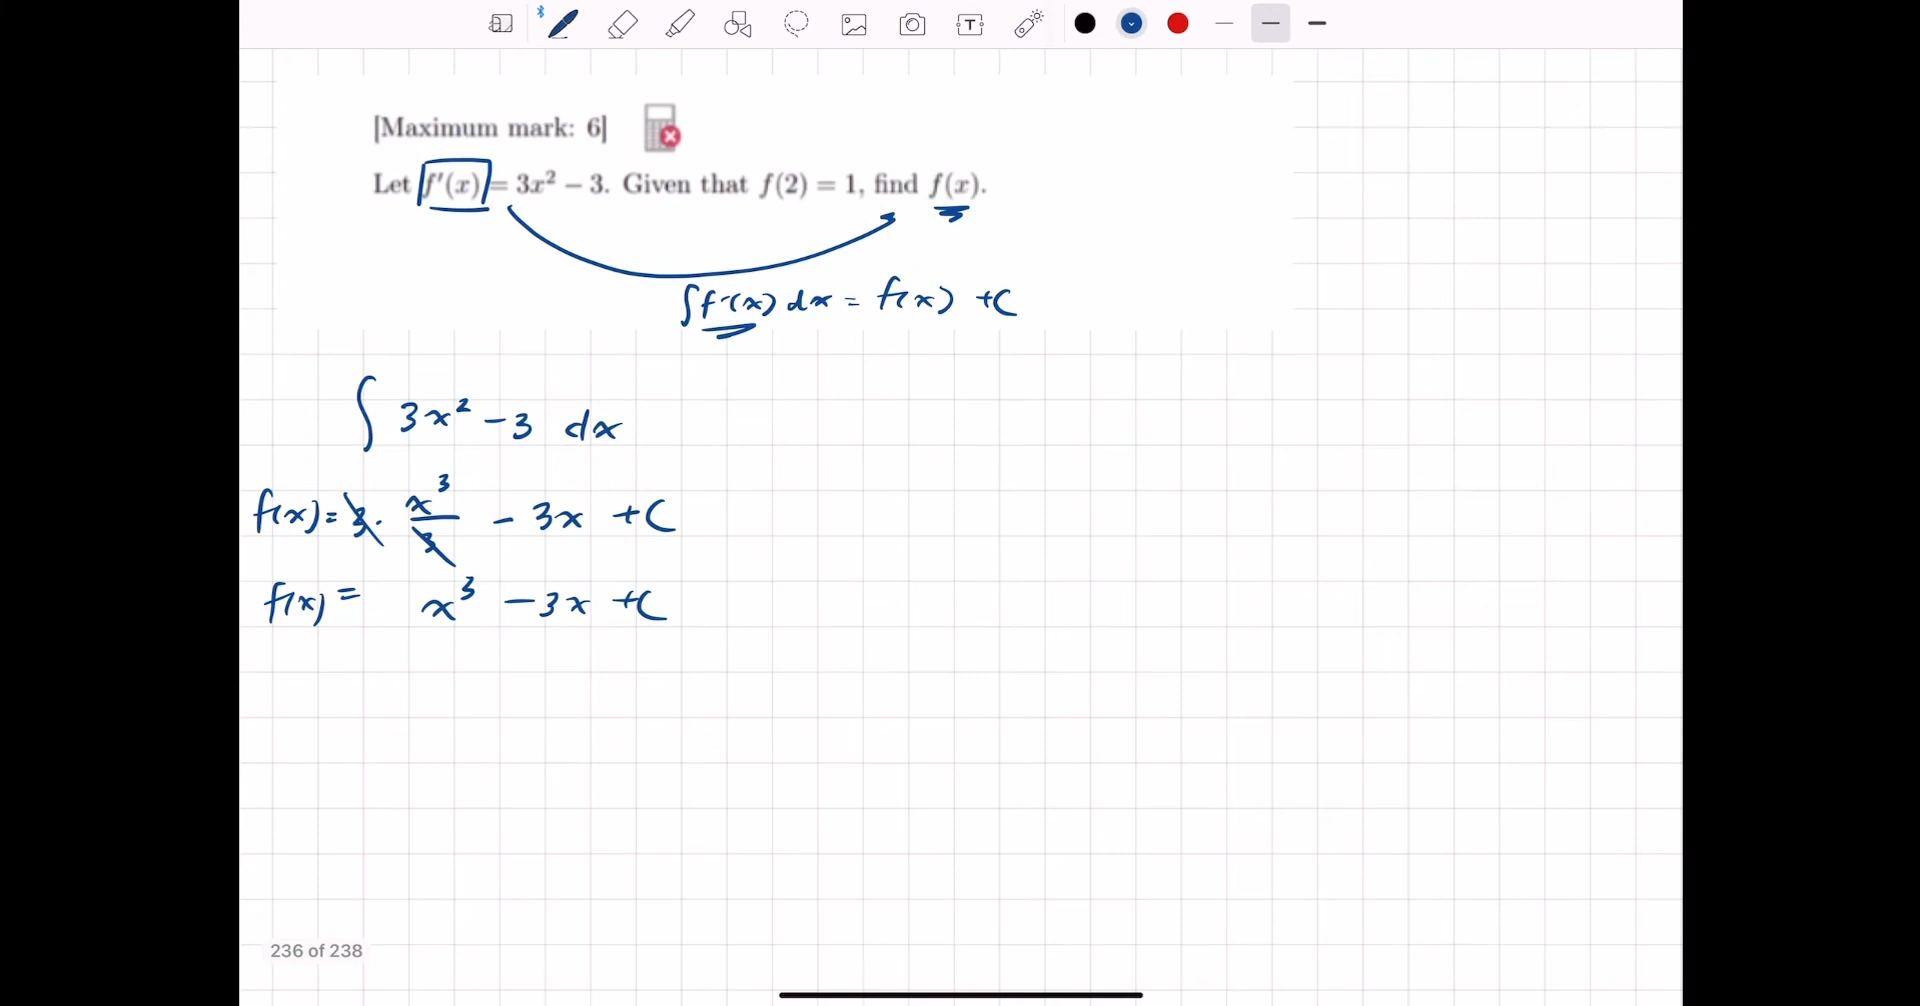 [Maximum mark: 6]
Let f'(x) = 3x² − 3. Given that f(2) = 1, find f(x).
∫f'(x) dx = f(x) + C
∫ 3x² − 3 dx
f(x) = 3 · x³/3 − 3x + C
f(x) = x³ − 3x + C
236 of 238